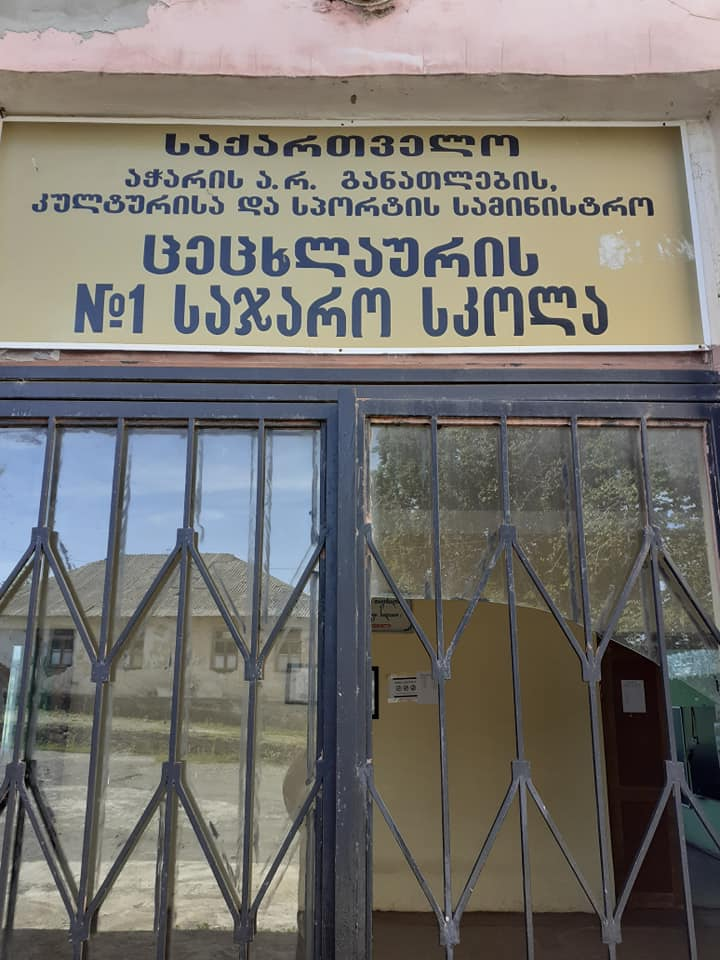 საქართველო
აჭარის ა.რ. განათლების,
კულტურისა და სპორტის სამინისტრო
ცეცხლაურის
№1 საჯარო სკოლა